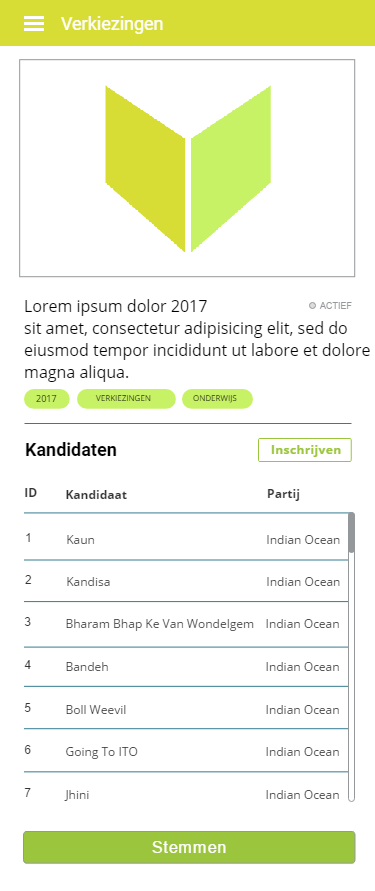 Verkiezingen
Lorem ipsum dolor 2017
© ACTIEF
sit amet, consectetur adipisicing elit, sed do
eiusmod tempor incididunt ut labore et dolore
magna aliqua.
2017 VERKIEZINGEN ONDERWIJS
Kandidaten Inschrijven
ID Kandidaat Partij
1 Kaun Indian Ocean
2 Kandisa Indian Ocean
3 Bharam Bhap Ke Van Wondelgem Indian Ocean
4 Bandeh Indian Ocean
5 Boll Weevil Indian Ocean
6 Going To ITO Indian Ocean
7 Jhini Indian Ocean
Stemmen